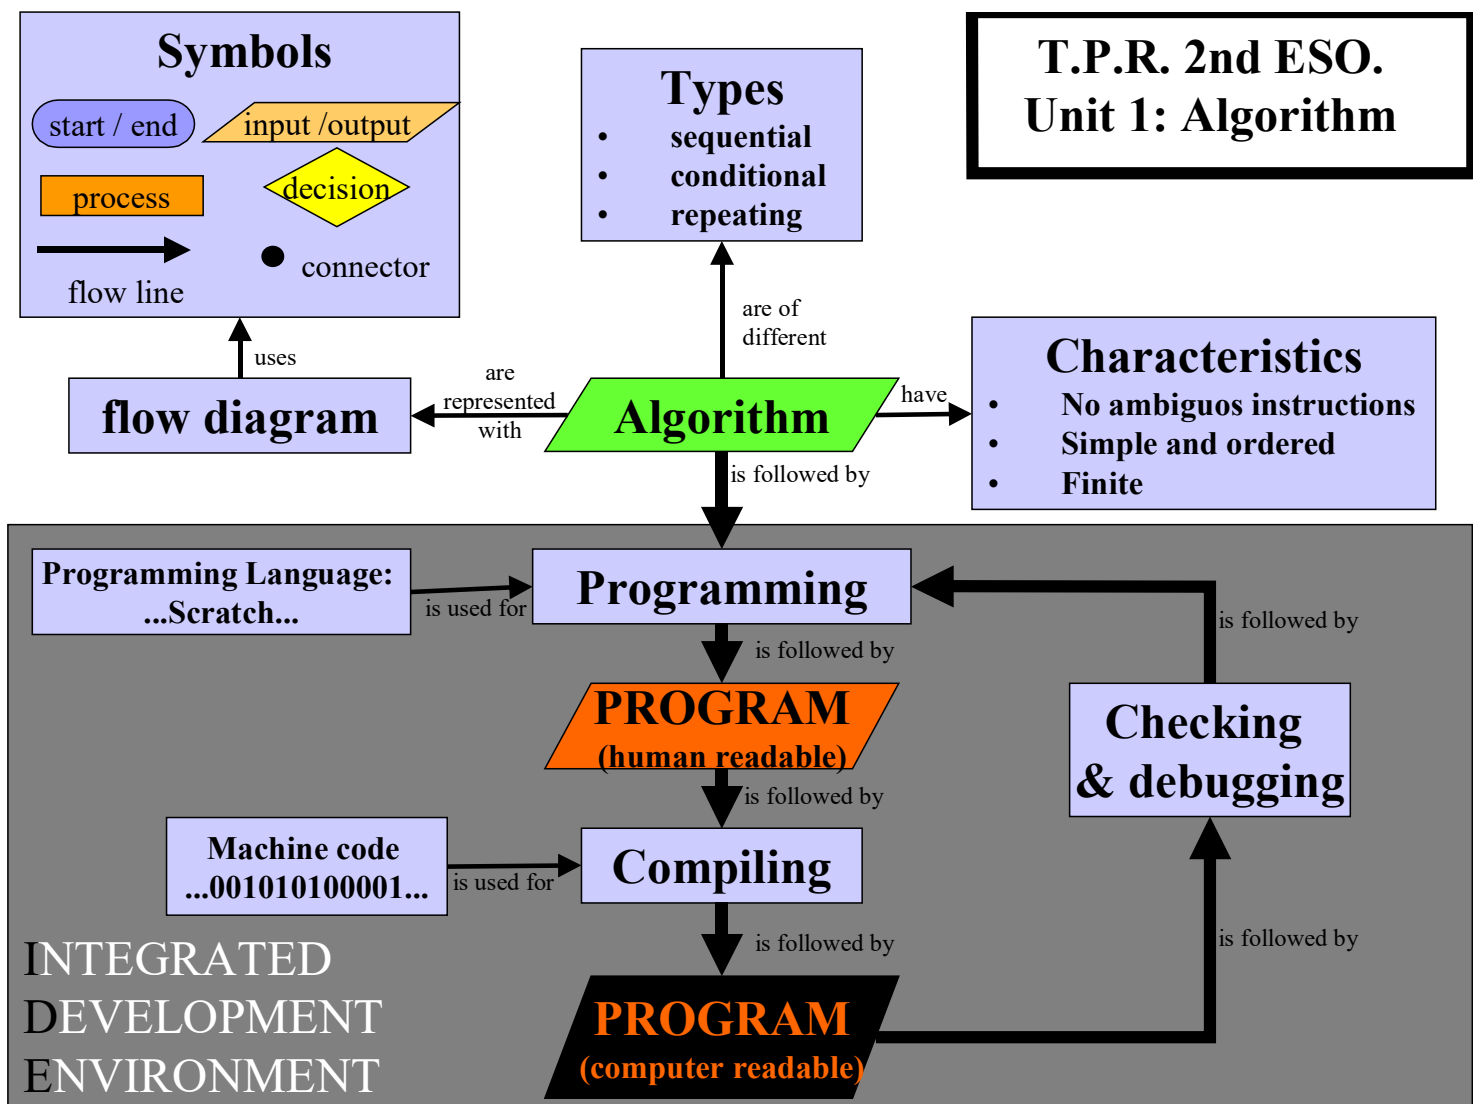 Symbols
start / end
input /output
process
decision
flow line
connector
Types
• sequential
• conditional
• repeating
T.P.R. 2nd ESO.
Unit 1: Algorithm
uses
are of
different
flow diagram
are
represented
with
Algorithm
have
Characteristics
• No ambiguos instructions
• Simple and ordered
• Finite
is followed by
Programming Language:
...Scratch...
is used for
Programming
is followed by
is followed by
PROGRAM
(human readable)
Checking
& debugging
is followed by
Machine code
...001010100001...
is used for
Compiling
is followed by
is followed by
INTEGRATED
DEVELOPMENT
ENVIRONMENT
PROGRAM
(computer readable)